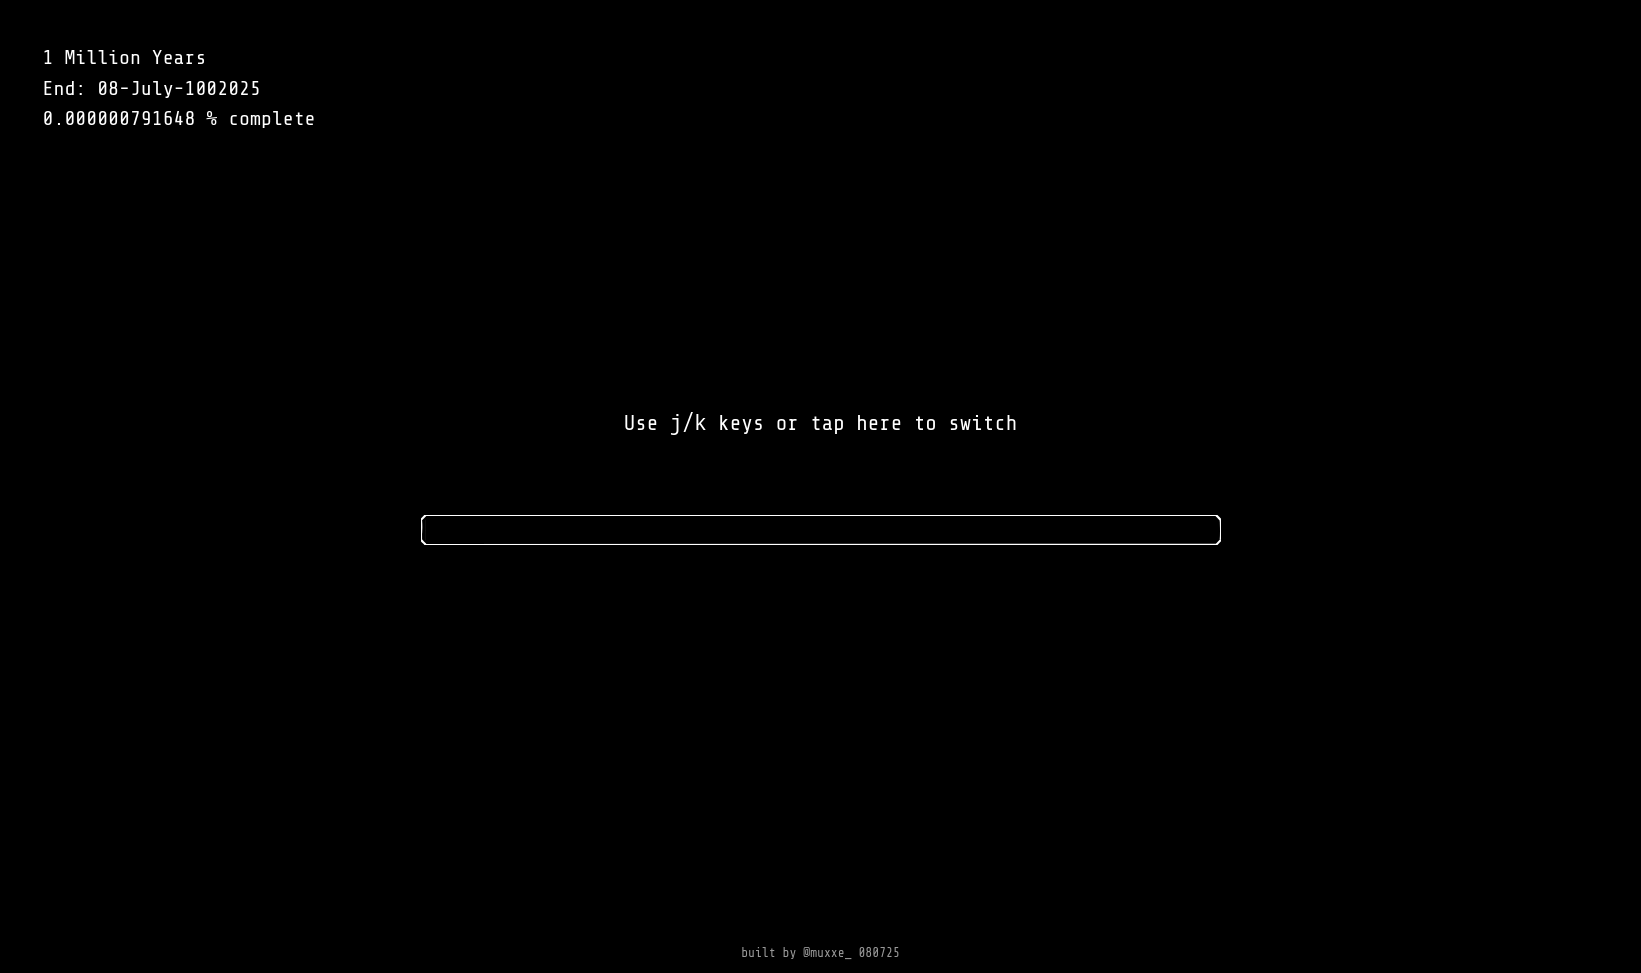 1 Million Years
End: 08-July-1002025
0.000000791648 % complete
Use j/k keys or tap here to switch
built by @muxxe_ 080725